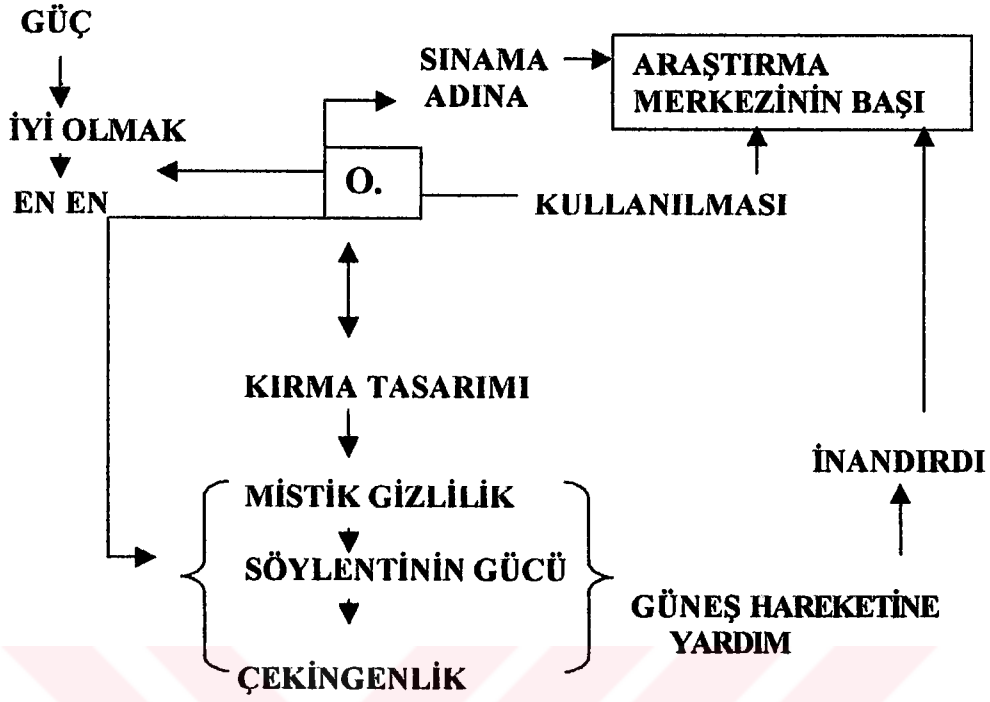 GÜÇ
SINAMA
ADINA
ARAŞTIRMA
MERKEZİNİN BAŞI
İYİ OLMAK
O.
EN EN
KULLANILMASI
KIRMA TASARIMI
İNANDIRDI
MİSTİK GİZLİLİK
SÖYLENTİNİN GÜCÜ
GÜNEŞ HAREKETİNE
YARDIM
ÇEKİNGENLİK